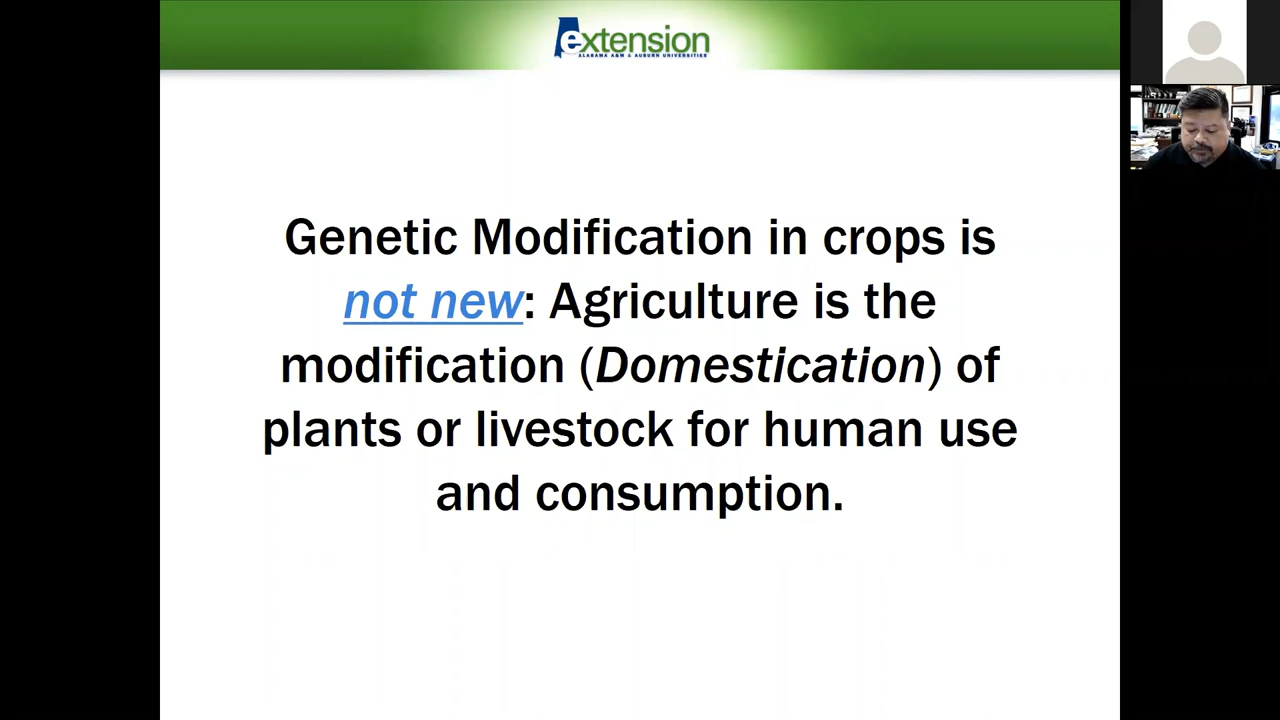 extension
ALABAMA A&M & AUBURN UNIVERSITIES
Genetic Modification in crops is
not new: Agriculture is the
modification (Domestication) of
plants or livestock for human use
and consumption.